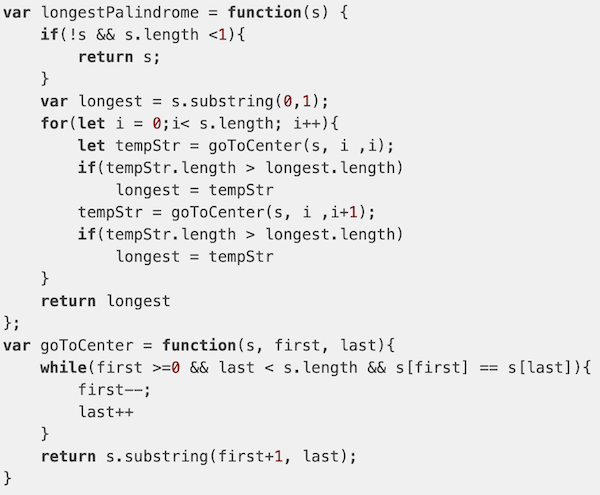 var longestPalindrome = function(s) {
    if(!s && s.length <1){
        return s;
    }
    var longest = s.substring(0,1);
    for(let i = 0;i< s.length; i++){
        let tempStr = goToCenter(s, i ,i);
        if(tempStr.length > longest.length)
            longest = tempStr
        tempStr = goToCenter(s, i ,i+1);
        if(tempStr.length > longest.length)
            longest = tempStr
    }
    return longest
};
var goToCenter = function(s, first, last){
    while(first >=0 && last < s.length && s[first] == s[last]){
        first--;
        last++
    }
    return s.substring(first+1, last);
}